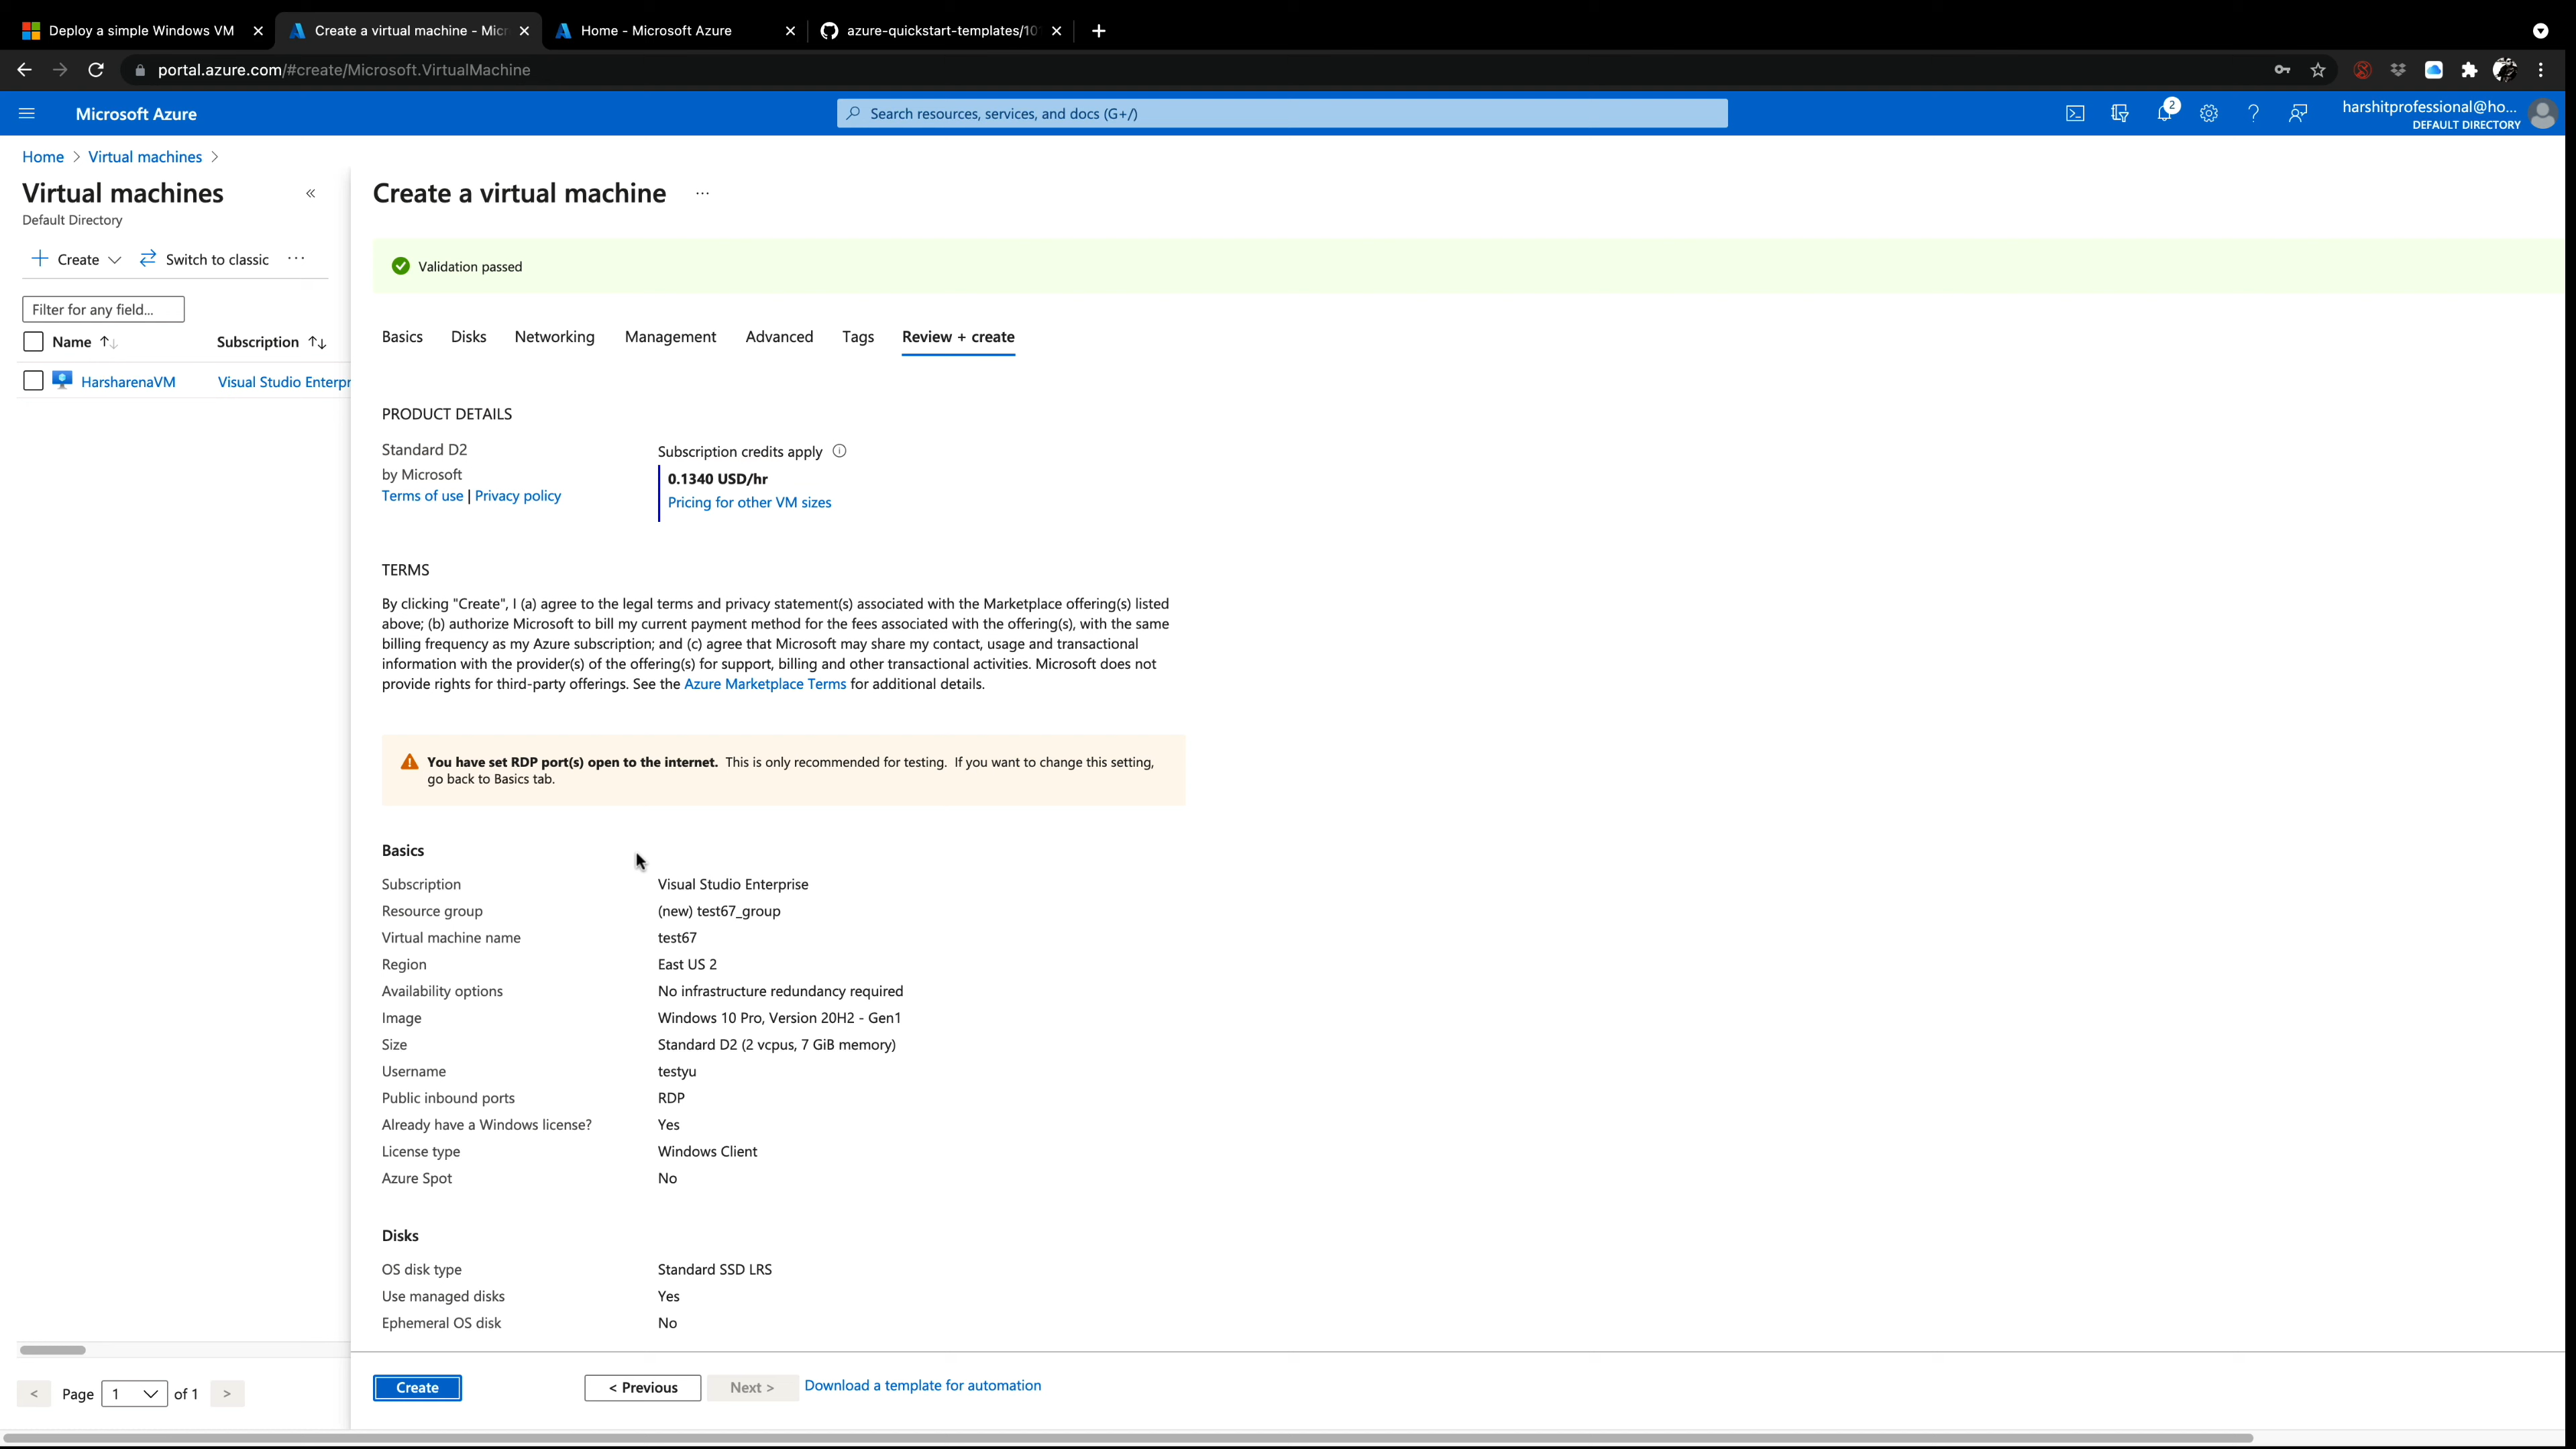 Deploy a simple Windows VM
Create a virtual machine - Micr
Home - Microsoft Azure
azure-quickstart-templates/10
portal.azure.com/#create/Microsoft.VirtualMachine
Microsoft Azure
Search resources, services, and docs (G+/)
2
harshitprofessional@ho...
DEFAULT DIRECTORY
Home > Virtual machines >
Virtual machines
«
Default Directory
Create
Switch to classic
...
Filter for any field...
Name
Subscription
HarsharenaVM
Visual Studio Enterpr
< Page 1 of 1 >
Create a virtual machine
...
Validation passed
Basics Disks Networking Management Advanced Tags Review + create
PRODUCT DETAILS
Standard D2
by Microsoft
Terms of use | Privacy policy
Subscription credits apply
0.1340 USD/hr
Pricing for other VM sizes
TERMS
By clicking "Create", I (a) agree to the legal terms and privacy statement(s) associated with the Marketplace offering(s) listed
above; (b) authorize Microsoft to bill my current payment method for the fees associated with the offering(s), with the same
billing frequency as my Azure subscription; and (c) agree that Microsoft may share my contact, usage and transactional
information with the provider(s) of the offering(s) for support, billing and other transactional activities. Microsoft does not
provide rights for third-party offerings. See the Azure Marketplace Terms for additional details.
You have set RDP port(s) open to the internet. This is only recommended for testing. If you want to change this setting,
go back to Basics tab.
Basics
Subscription Visual Studio Enterprise
Resource group (new) test67_group
Virtual machine name test67
Region East US 2
Availability options No infrastructure redundancy required
Image Windows 10 Pro, Version 20H2 - Gen1
Size Standard D2 (2 vcpus, 7 GiB memory)
Username testyu
Public inbound ports RDP
Already have a Windows license? Yes
License type Windows Client
Azure Spot No
Disks
OS disk type Standard SSD LRS
Use managed disks Yes
Ephemeral OS disk No
Create
< Previous
Next >
Download a template for automation